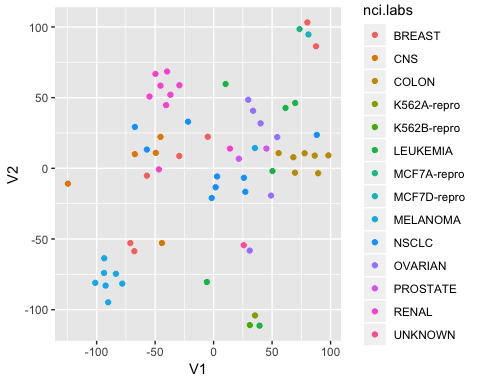 nci.labs
BREAST
CNS
COLON
K562A-repro
K562B-repro
LEUKEMIA
MCF7A-repro
MCF7D-repro
MELANOMA
NSCLC
OVARIAN
PROSTATE
RENAL
UNKNOWN
V2
100
50
0
-50
-100
-100 -50 0 50 100
V1